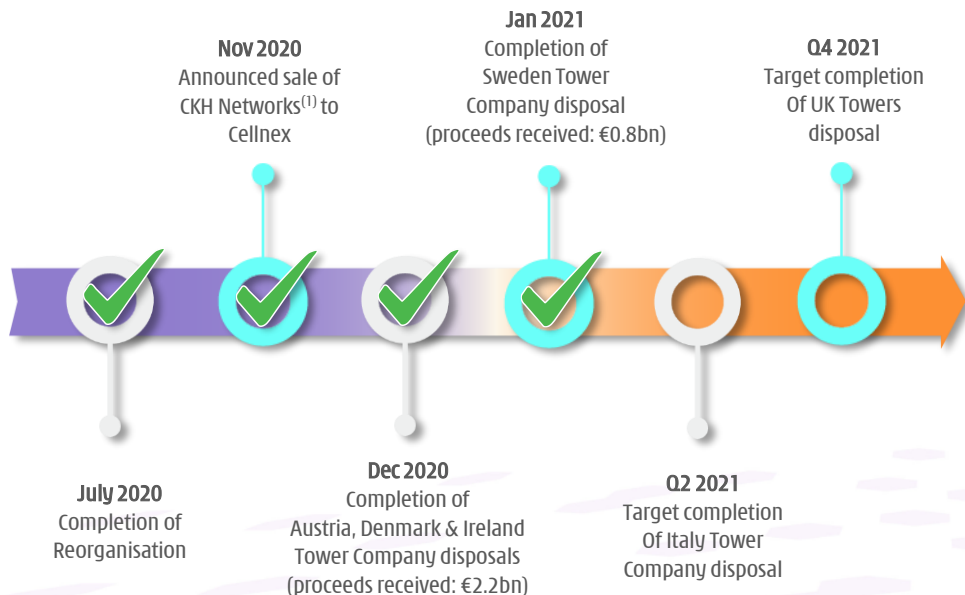 July 2020
Completion of
Reorganisation
Nov 2020
Announced sale of
CKH Networks(1) to
Cellnex
Dec 2020
Completion of
Austria, Denmark & Ireland
Tower Company disposals
(proceeds received: €2.2bn)
Jan 2021
Completion of
Sweden Tower
Company disposal
(proceeds received: €0.8bn)
Q2 2021
Target completion
Of Italy Tower
Company disposal
Q4 2021
Target completion
Of UK Towers
disposal